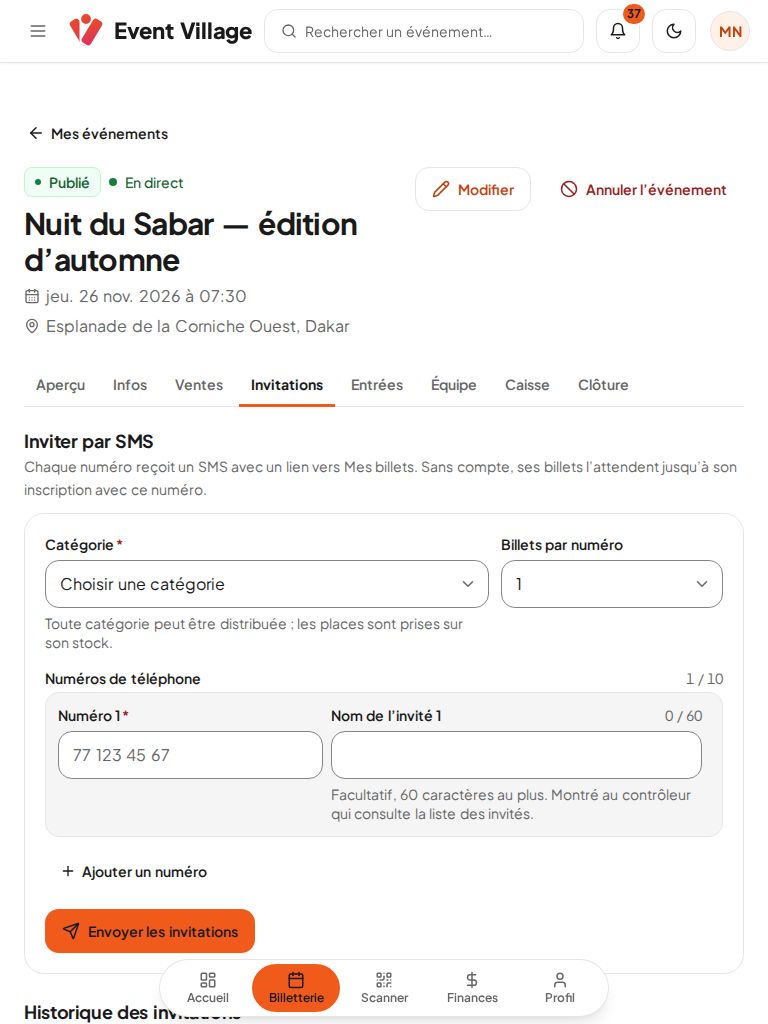 Event Village
Rechercher un événement…
37
MN
Mes événements
Publié
En direct
Modifier
Annuler l’événement
Nuit du Sabar — édition
d’automne
jeu. 26 nov. 2026 à 07:30
Esplanade de la Corniche Ouest, Dakar
Aperçu
Infos
Ventes
Invitations
Entrées
Équipe
Caisse
Clôture
Inviter par SMS
Chaque numéro reçoit un SMS avec un lien vers Mes billets. Sans compte, ses billets l’attendent jusqu’à son
inscription avec ce numéro.
Catégorie *
Billets par numéro
Choisir une catégorie
1
Toute catégorie peut être distribuée ; les places sont prises sur
son stock.
Numéros de téléphone
1 / 10
Numéro 1 *
Nom de l’invité 1
0 / 60
77 123 45 67
Facultatif, 60 caractères au plus. Montré au contrôleur
qui consulte la liste des invités.
Ajouter un numéro
Envoyer les invitations
Accueil
Billetterie
Scanner
Finances
Profil
Historique des invitations